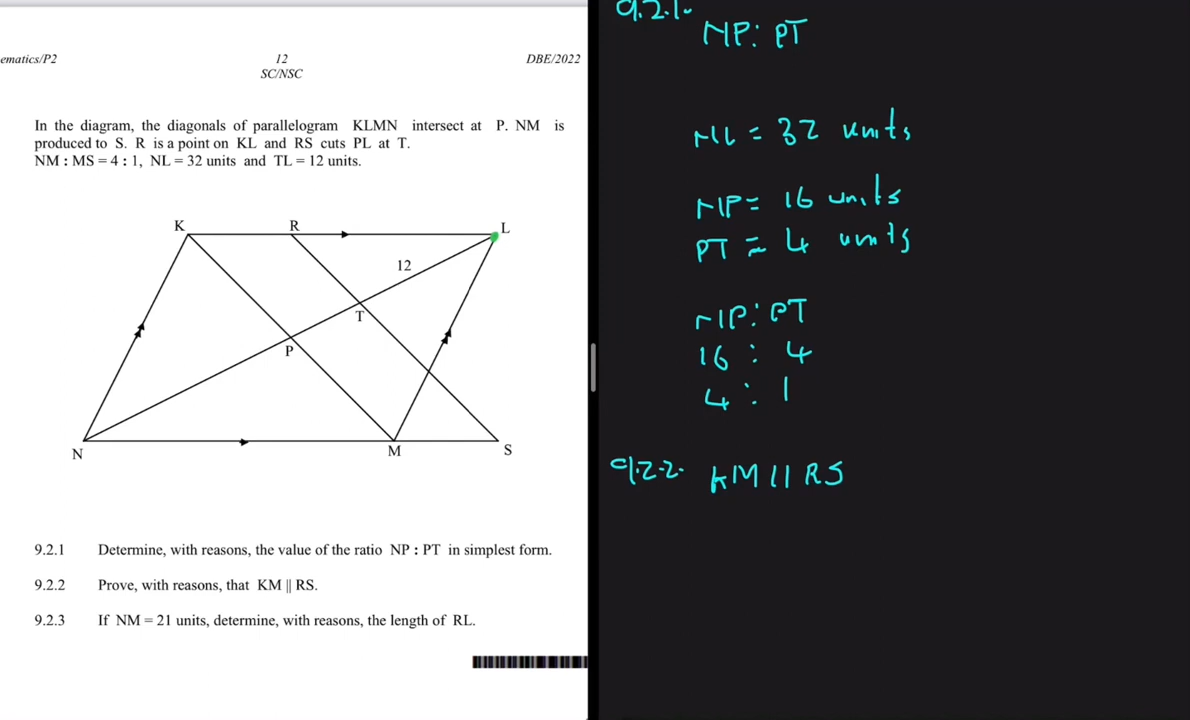 ematics/P2 12 DBE/2022
SC/NSC
In the diagram, the diagonals of parallelogram KLMN intersect at P. NM is
produced to S. R is a point on KL and RS cuts PL at T.
NM : MS = 4 : 1, NL = 32 units and TL = 12 units.
K R L
12
T
P
N M S
9.2.1 Determine, with reasons, the value of the ratio NP : PT in simplest form.
9.2.2 Prove, with reasons, that KM || RS.
9.2.3 If NM = 21 units, determine, with reasons, the length of RL.
9.2.1.
NP: PT
NL = 32 units
NP = 16 units
PT = 4 units
NP: PT
16 : 4
4 : 1
9.2.2. KM || RS